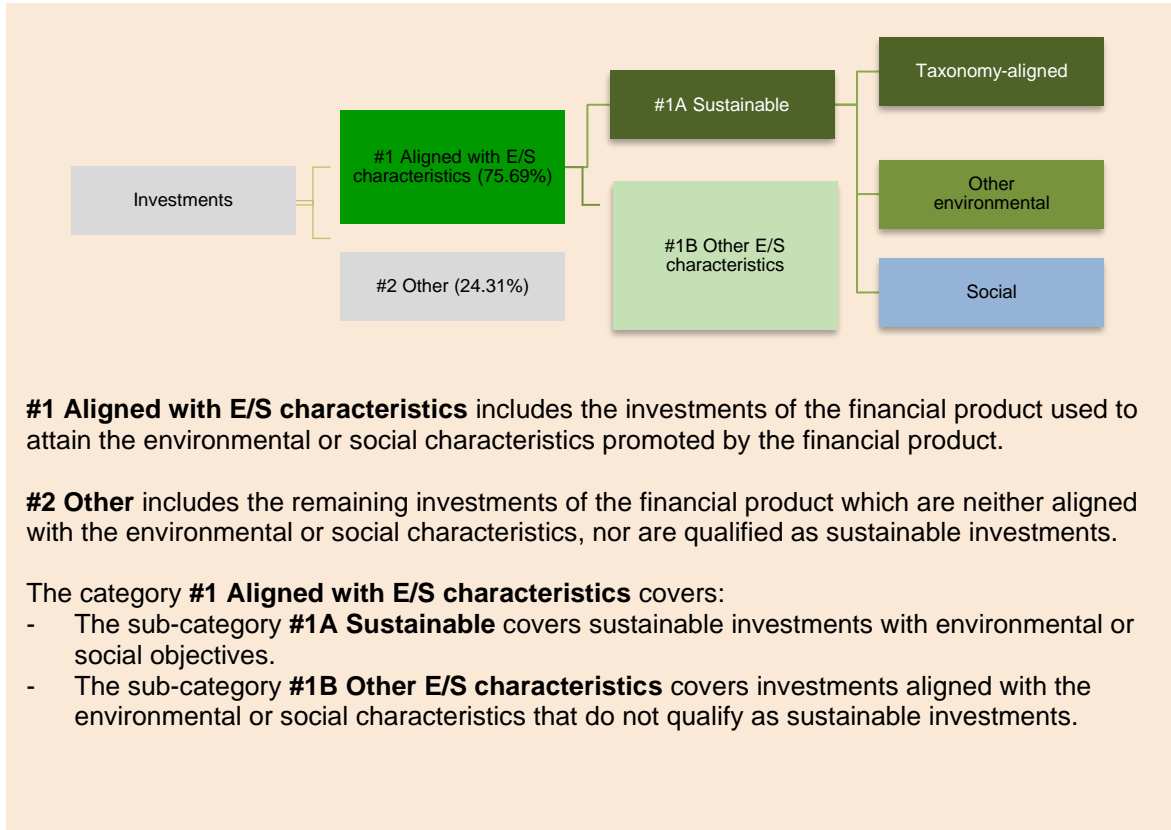 Investments
#1 Aligned with E/S
characteristics (75.69%)
#2 Other (24.31%)
#1A Sustainable
#1B Other E/S
characteristics
Taxonomy-aligned
Other
environmental
Social
#1 Aligned with E/S characteristics includes the investments of the financial product used to
attain the environmental or social characteristics promoted by the financial product.
#2 Other includes the remaining investments of the financial product which are neither aligned
with the environmental or social characteristics, nor are qualified as sustainable investments.
The category #1 Aligned with E/S characteristics covers:
- The sub-category #1A Sustainable covers sustainable investments with environmental or
social objectives.
- The sub-category #1B Other E/S characteristics covers investments aligned with the
environmental or social characteristics that do not qualify as sustainable investments.